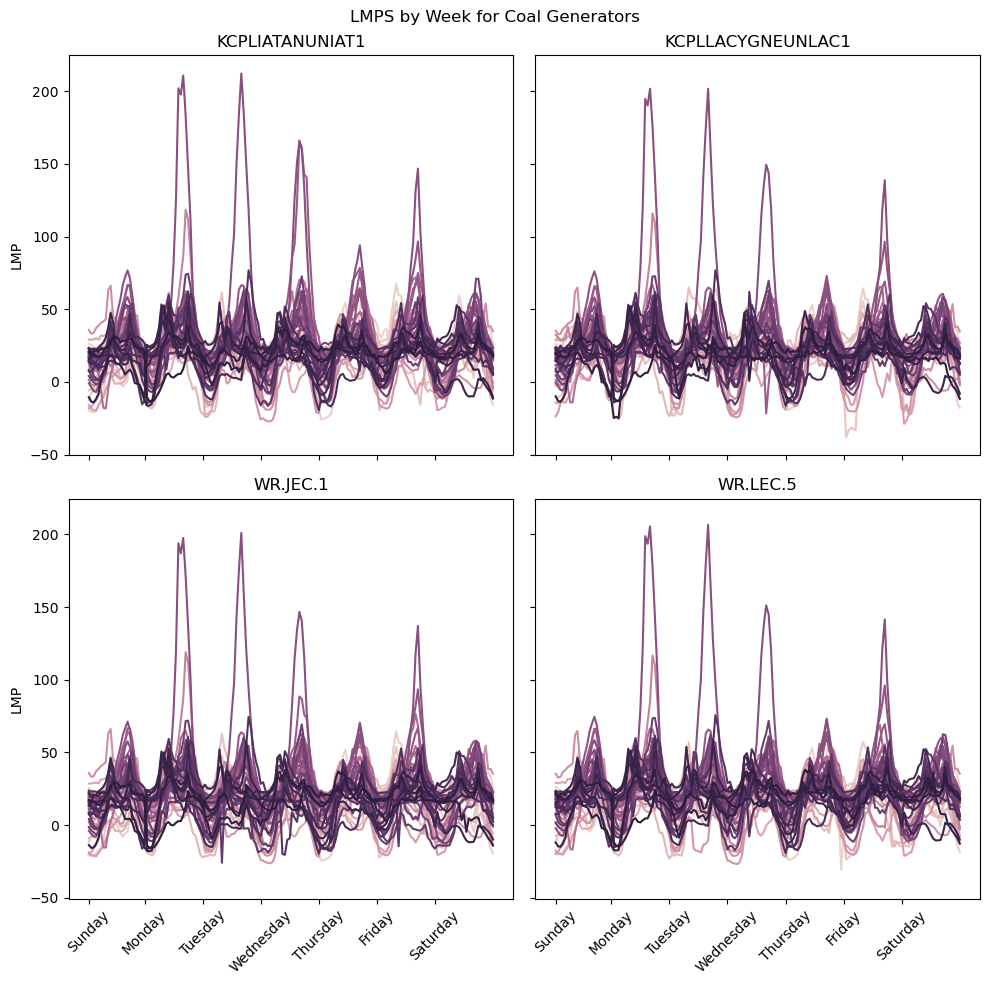 LMPS by Week for Coal Generators
KCPLIATANUNIAT1
KCPLLACYGNEUNLAC1
200
150
100
50
0
−50
LMP
WR.JEC.1
WR.LEC.5
200
150
100
50
0
−50
LMP
Sunday
Monday
Tuesday
Wednesday
Thursday
Friday
Saturday
Sunday
Monday
Tuesday
Wednesday
Thursday
Friday
Saturday